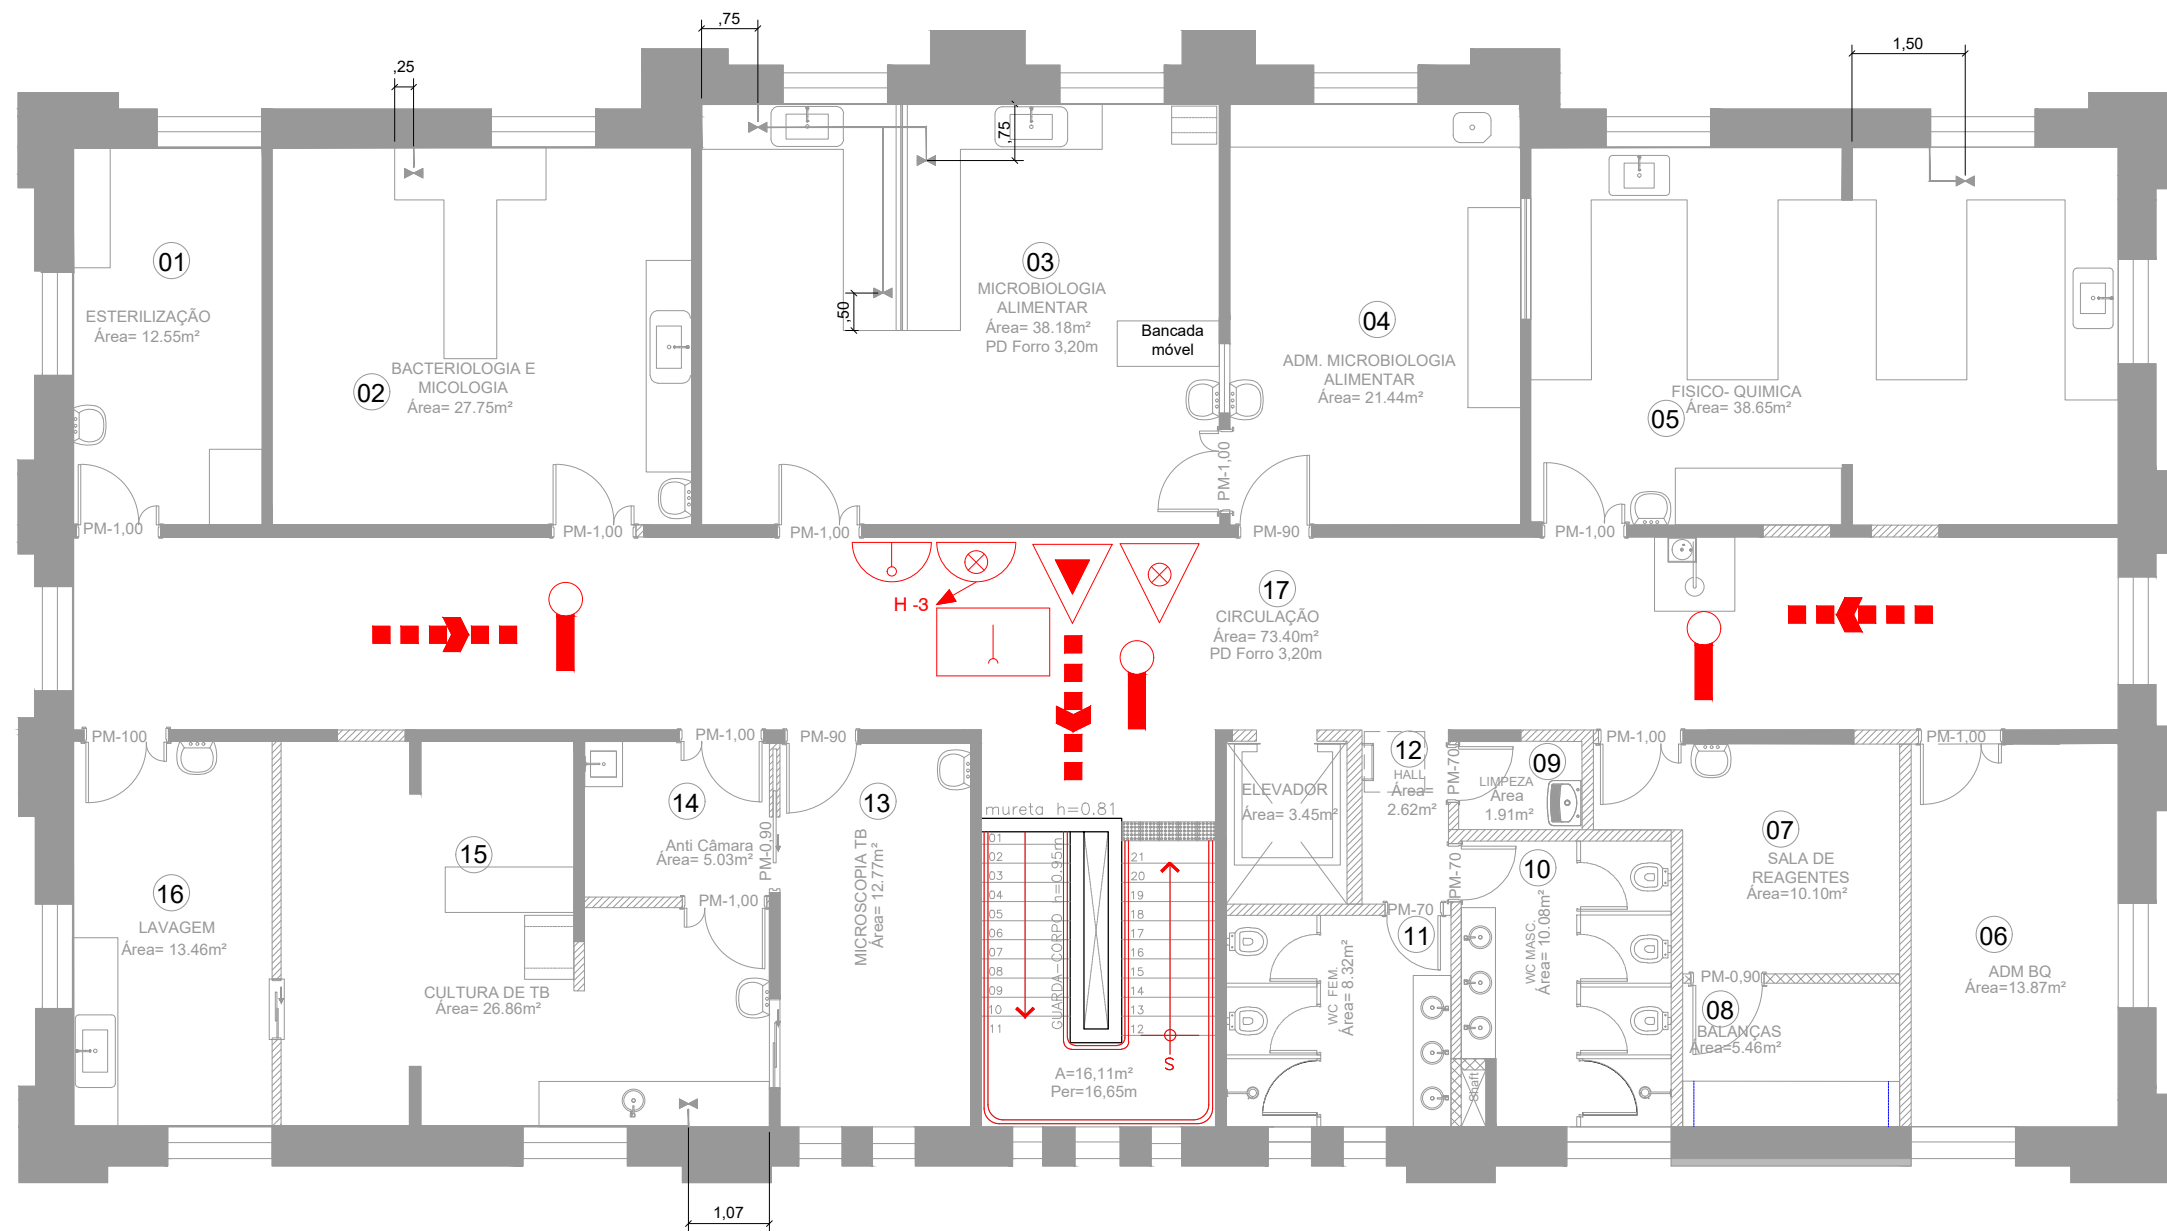 ,75
1,50
,25
,75
01
ESTERILIZAÇÃO
Área= 12.55m²
02
BACTERIOLOGIA E
MICOLOGIA
Área= 27.75m²
03
MICROBIOLOGIA
ALIMENTAR
Área= 38.18m²
PD Forro 3,20m
,50
Bancada
móvel
04
ADM. MICROBIOLOGIA
ALIMENTAR
Área= 21.44m²
FISICO- QUIMICA
Área= 38.65m²
05
PM-1,00
PM-1,00
PM-1,00
PM-1,00
PM-1,00
PM-90
PM-1,00
H -3
17
CIRCULAÇÃO
Área= 73.40m²
PD Forro 3,20m
PM-100
PM-1,00
PM-90
PM-1,00
PM-1,00
12
HALL
Área=
2.62m²
PM-700
09
LIMPEZA
Área
1.91m²
ELEVADOR
Área= 3.45m²
14
Anti Câmara
Área= 5.03m²
PM-0,90
13
MICROSCOPIA TB
Área= 12.77m²
mureta h=0.81
GUARDA-CORPO h=0.95m
01
02
03
04
05
06
07
08
09
10
11
21
20
19
18
17
16
15
14
13
12
S
A=16,11m²
Per=16,65m
07
SALA DE
REAGENTES
Área=10.10m²
15
CULTURA DE TB
Área= 26.86m²
PM-1,00
16
LAVAGEM
Área= 13.46m²
PM-70
PM-70
10
WC MASC.
Área= 10.08m²
11
WC FEM.
Área= 8.32m²
Shaft
06
ADM BQ
Área=13.87m²
PM-0,90
08
BALANÇAS
Área=5.46m²
1,07